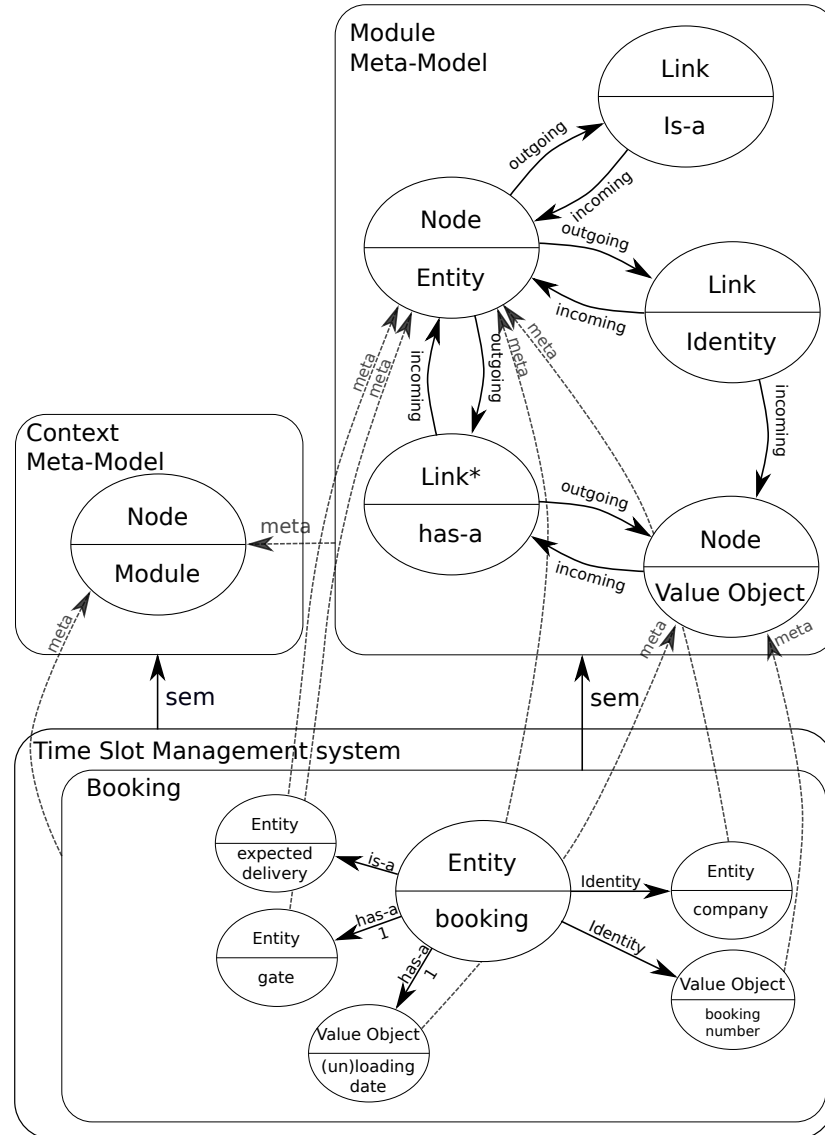 Module
Meta-Model
Link
Is-a
outgoing
incoming
Node
Entity
outgoing
incoming
Link
Identity
incoming
outgoing
incoming
meta
meta
meta
meta
Link*
has-a
outgoing
incoming
Node
Value Object
Context
Meta-Model
Node
Module
meta
meta
meta
meta
sem
sem
Time Slot Management system
Booking
Entity
expected
delivery
is-a
Entity
booking
Identity
Entity
company
has-a
1
Entity
gate
has-a
1
Identity
Value Object
booking
number
Value Object
(un)loading
date